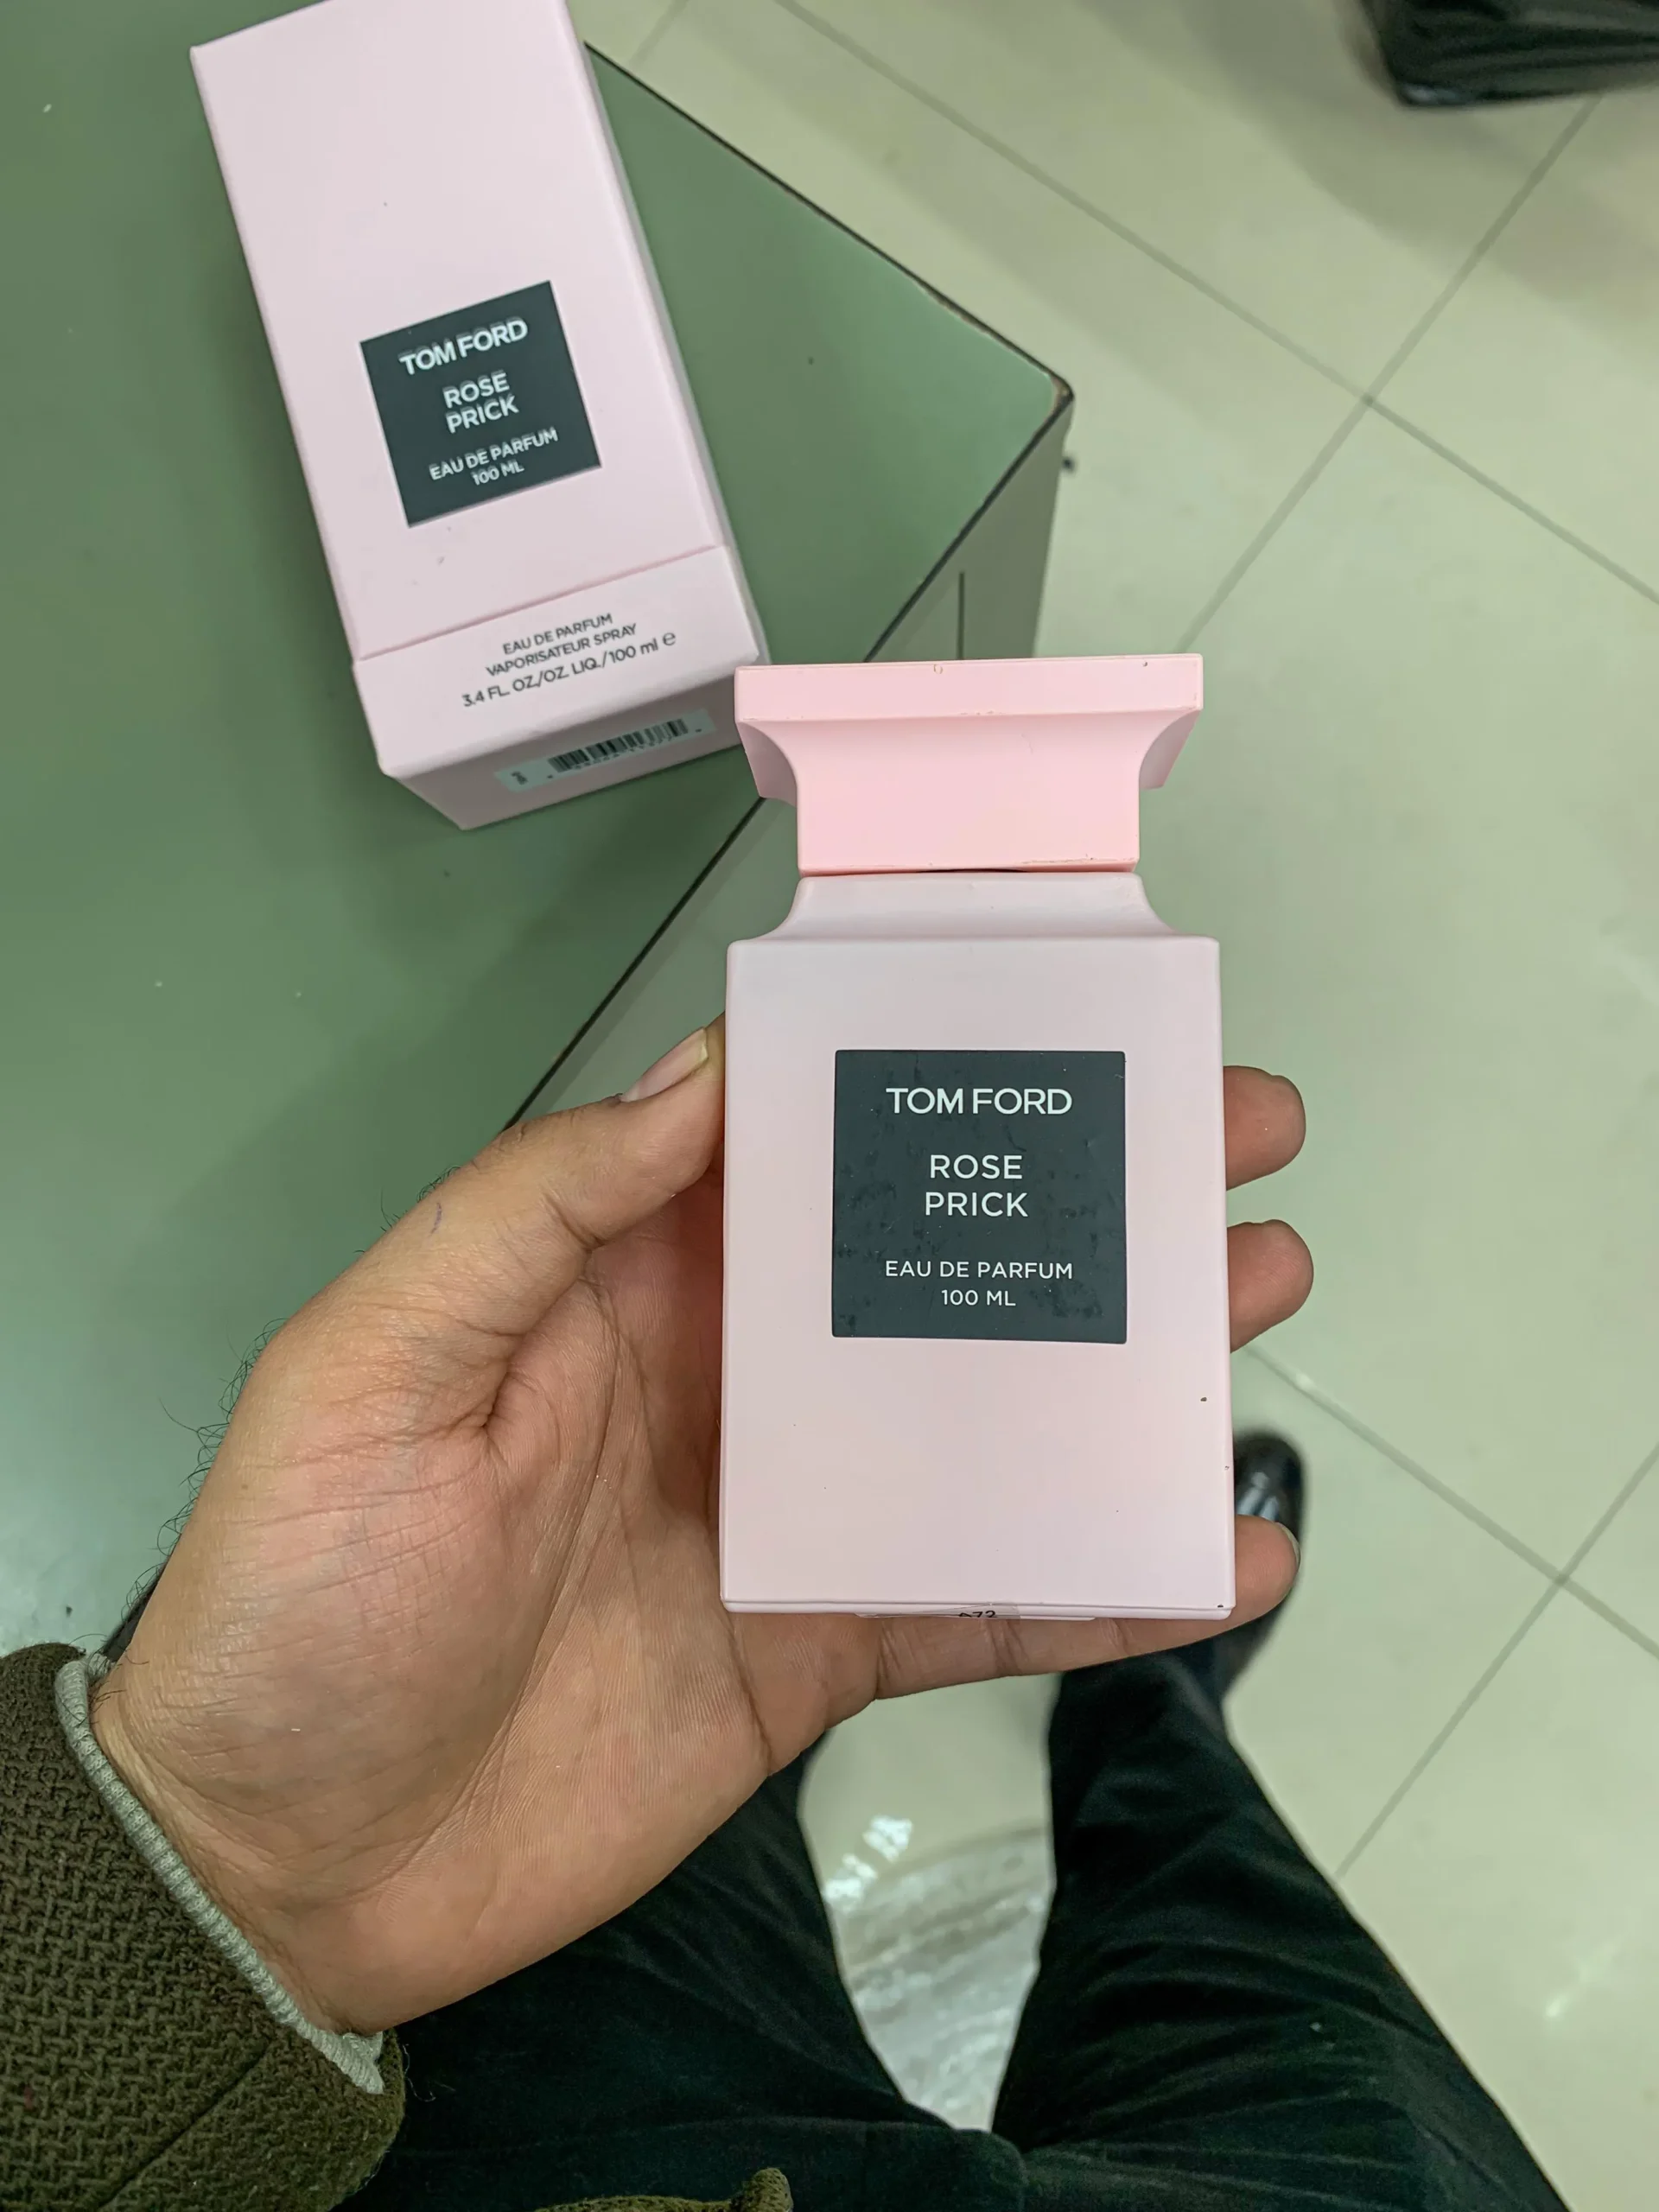 TOM FORD
ROSE
PRICK
EAU DE PARFUM
100 ML
EAU DE PARFUM
VAPORISATEUR SPRAY
3.4 FL. OZ./OZ. LIQ./100 ml ℮
TOM FORD
ROSE
PRICK
EAU DE PARFUM
100 ML